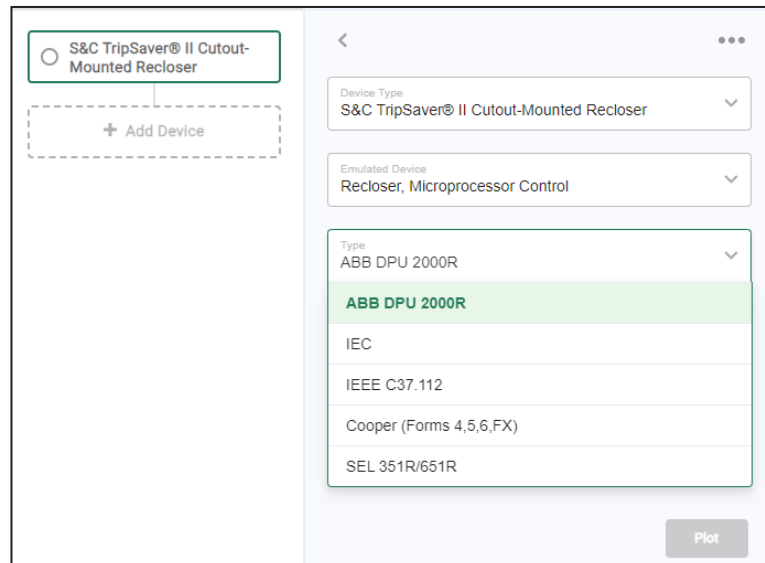 S&C TripSaver® II Cutout-
Mounted Recloser
+ Add Device
Device Type
S&C TripSaver® II Cutout-Mounted Recloser
Emulated Device
Recloser, Microprocessor Control
Type
ABB DPU 2000R
ABB DPU 2000R
IEC
IEEE C37.112
Cooper (Forms 4,5,6,FX)
SEL 351R/651R
Plot